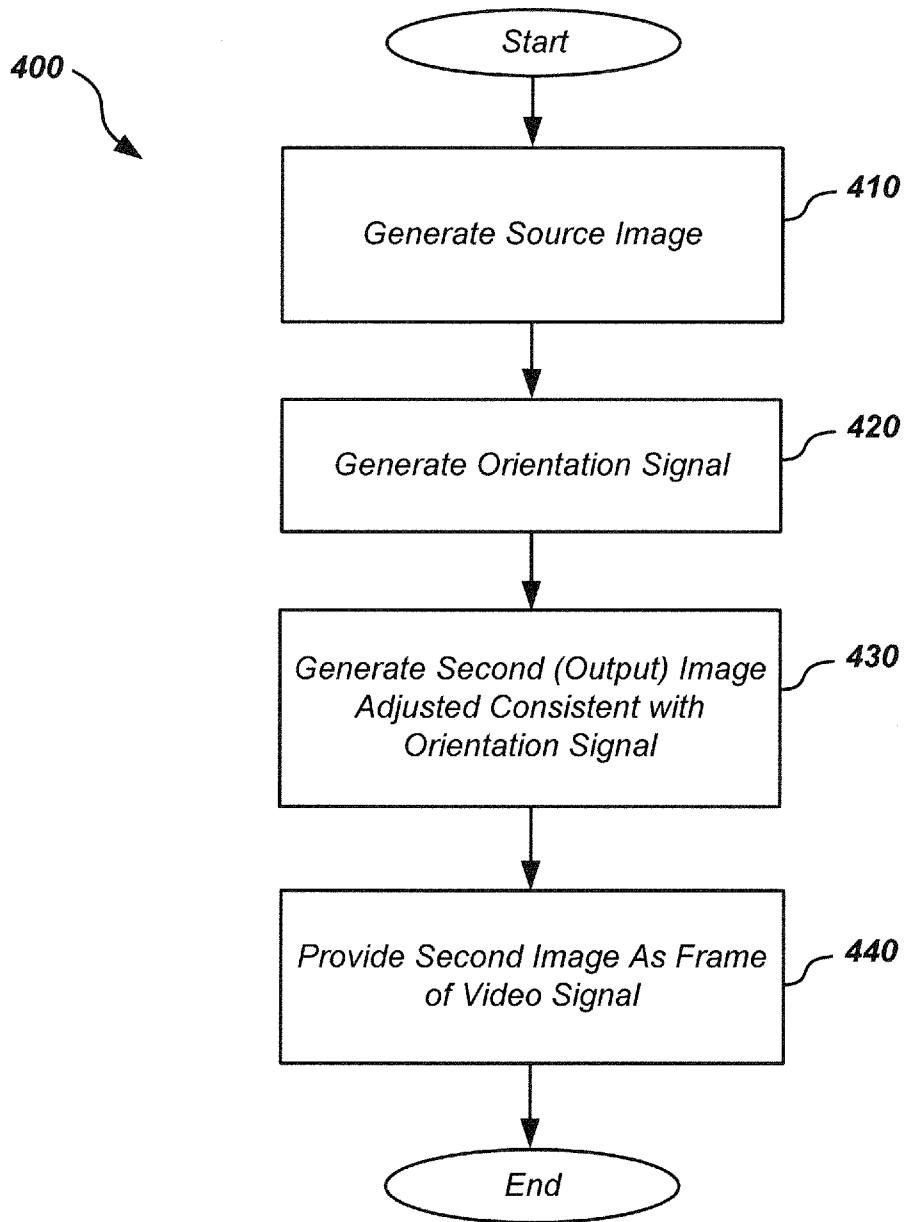 Start
400
410
Generate Source Image
420
Generate Orientation Signal
Generate Second (Output) Image
430
Adjusted Consistent with
Orientation Signal
Provide Second Image As Frame
440
of Video Signal
End